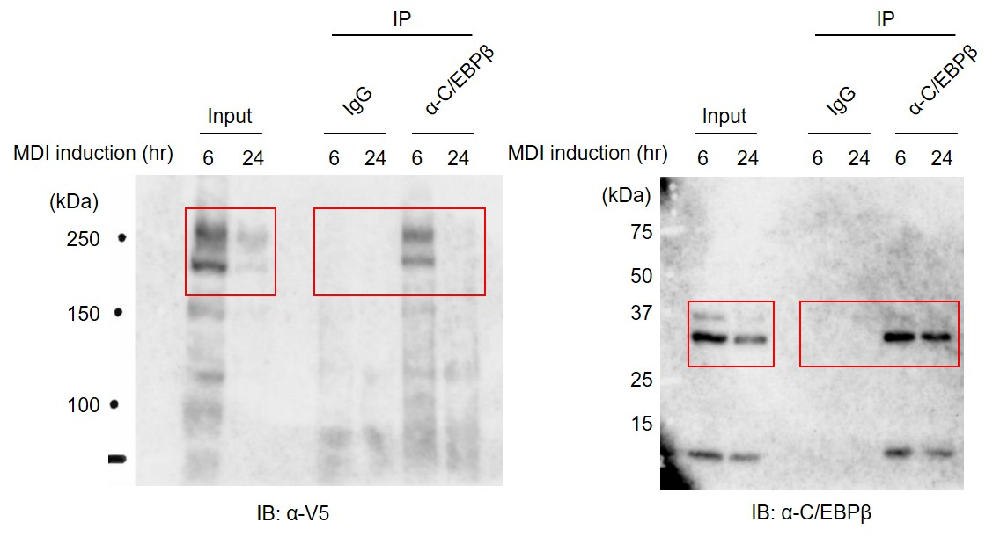 IP
IgG
α-C/EBPβ
Input
MDI induction (hr) 6 24 6 24 6 24
(kDa)
250
150
100
IB: α-V5
IP
IgG
α-C/EBPβ
Input
MDI induction (hr) 6 24 6 24 6 24
(kDa)
75
50
37
25
15
IB: α-C/EBPβ